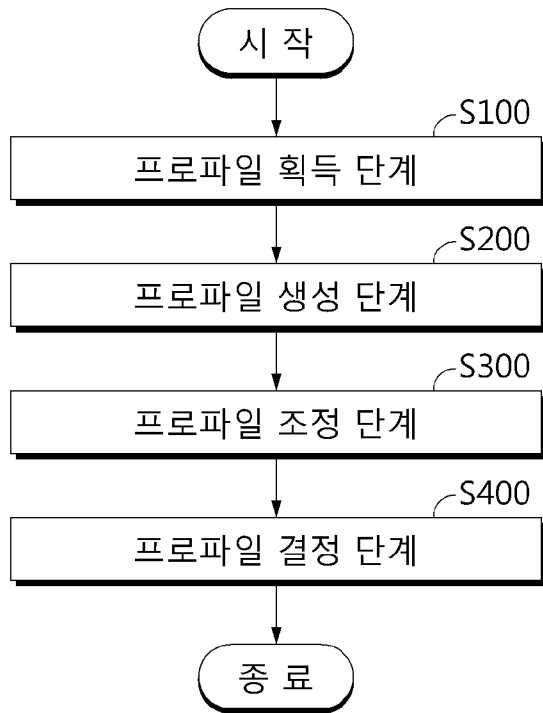 시 작
S100
프로파일 획득 단계
S200
프로파일 생성 단계
S300
프로파일 조정 단계
S400
프로파일 결정 단계
종 료